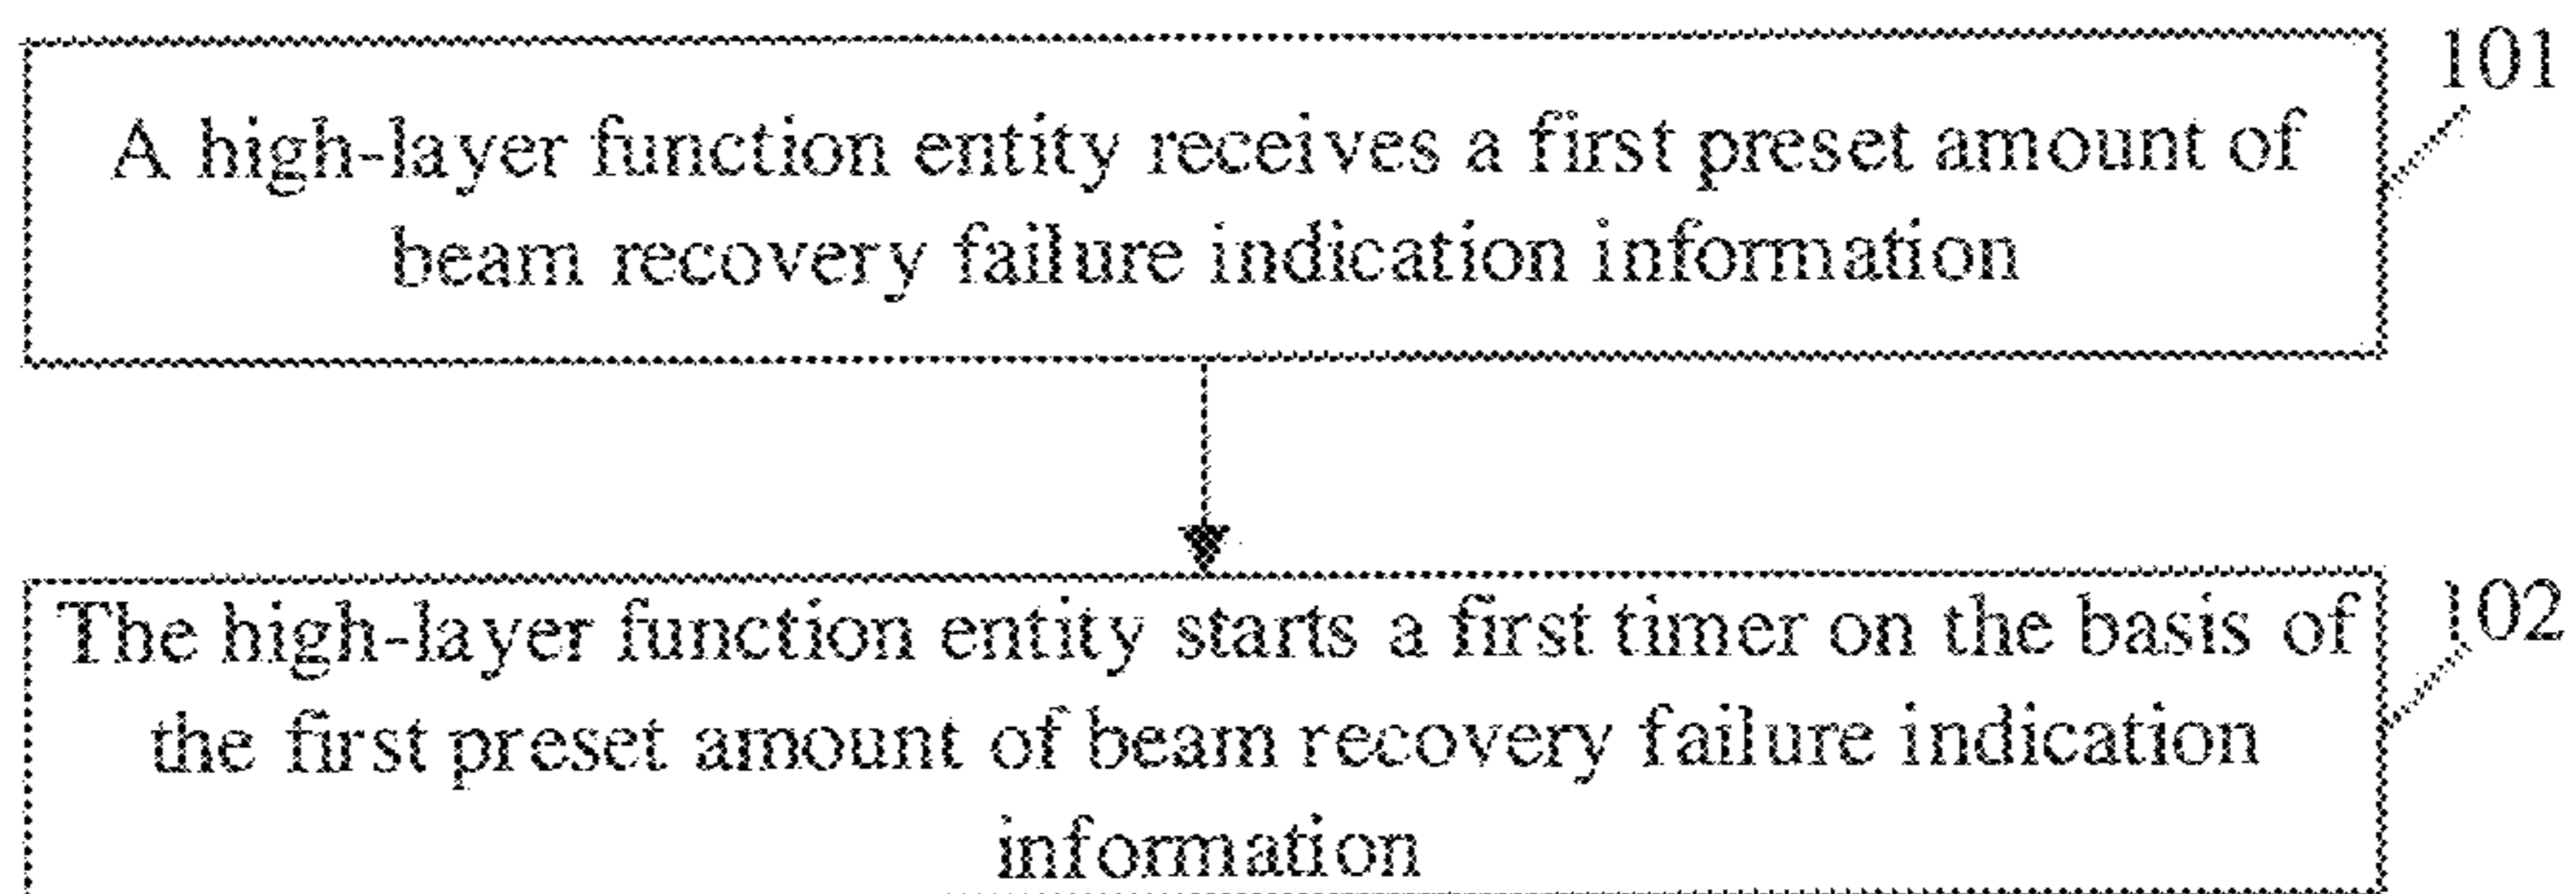 101
A high-layer function entity receives a first preset amount of
beam recovery failure indication information
102
The high-layer function entity starts a first timer on the basis of
the first preset amount of beam recovery failure indication
information